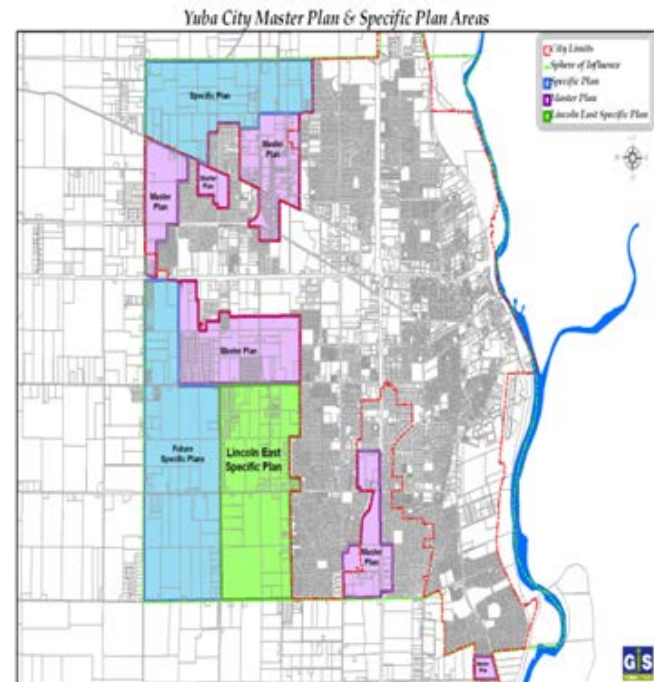 Yuba City Master Plan & Specific Plan Areas
City Limits
Sphere of Influence
Specific Plan
Master Plan
Lincoln East Specific Plan
Specific Plan
Master
Plan
Master
Plan
Master
Plan
Master Plan
Future
Specific Plans
Lincoln East
Specific Plan
Master
Plan
Master
Plan
GIS